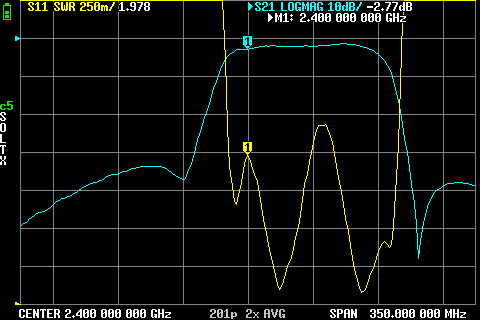 S11 SWR 250m/ 1.978 ▶S21 LOGMAG 10dB/ -2.77dB
▶M1: 2.400 000 000 GHz
1
c5
S
O
L
T
1
CENTER 2.400 000 000 GHz 201p 2x AVG SPAN 350.000 000 MHz